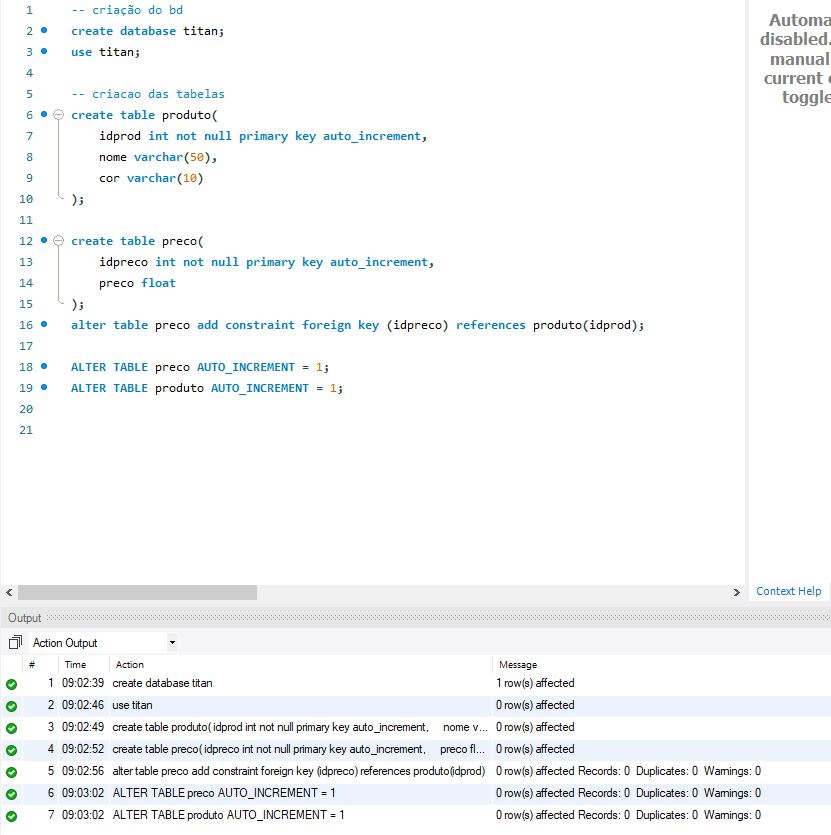 1 -- criação do bd
2 create database titan;
3 use titan;
4
5 -- criacao das tabelas
6 create table produto(
7 idprod int not null primary key auto_increment,
8 nome varchar(50),
9 cor varchar(10)
10 );
11
12 create table preco(
13 idpreco int not null primary key auto_increment,
14 preco float
15 );
16 alter table preco add constraint foreign key (idpreco) references produto(idprod);
17
18 ALTER TABLE preco AUTO_INCREMENT = 1;
19 ALTER TABLE produto AUTO_INCREMENT = 1;
20
21
Automa
disabled.
manual
current
toggle
Context Help
Output
Action Output
# Time Action Message
1 09:02:39 create database titan 1 row(s) affected
2 09:02:46 use titan 0 row(s) affected
3 09:02:49 create table produto( idprod int not null primary key auto_increment, nome v... 0 row(s) affected
4 09:02:52 create table preco( idpreco int not null primary key auto_increment, preco fl... 0 row(s) affected
5 09:02:56 alter table preco add constraint foreign key (idpreco) references produto(idprod) 0 row(s) affected Records: 0 Duplicates: 0 Warnings: 0
6 09:03:02 ALTER TABLE preco AUTO_INCREMENT = 1 0 row(s) affected Records: 0 Duplicates: 0 Warnings: 0
7 09:03:02 ALTER TABLE produto AUTO_INCREMENT = 1 0 row(s) affected Records: 0 Duplicates: 0 Warnings: 0